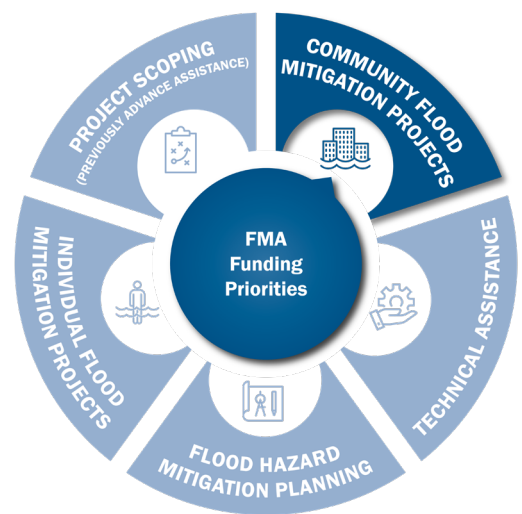 PROJECT SCOPING
(PREVIOUSLY ADVANCE ASSISTANCE)
COMMUNITY FLOOD
MITIGATION PROJECTS
FMA
Funding
Priorities
INDIVIDUAL FLOOD
MITIGATION PROJECTS
TECHNICAL ASSISTANCE
FLOOD HAZARD
MITIGATION PLANNING